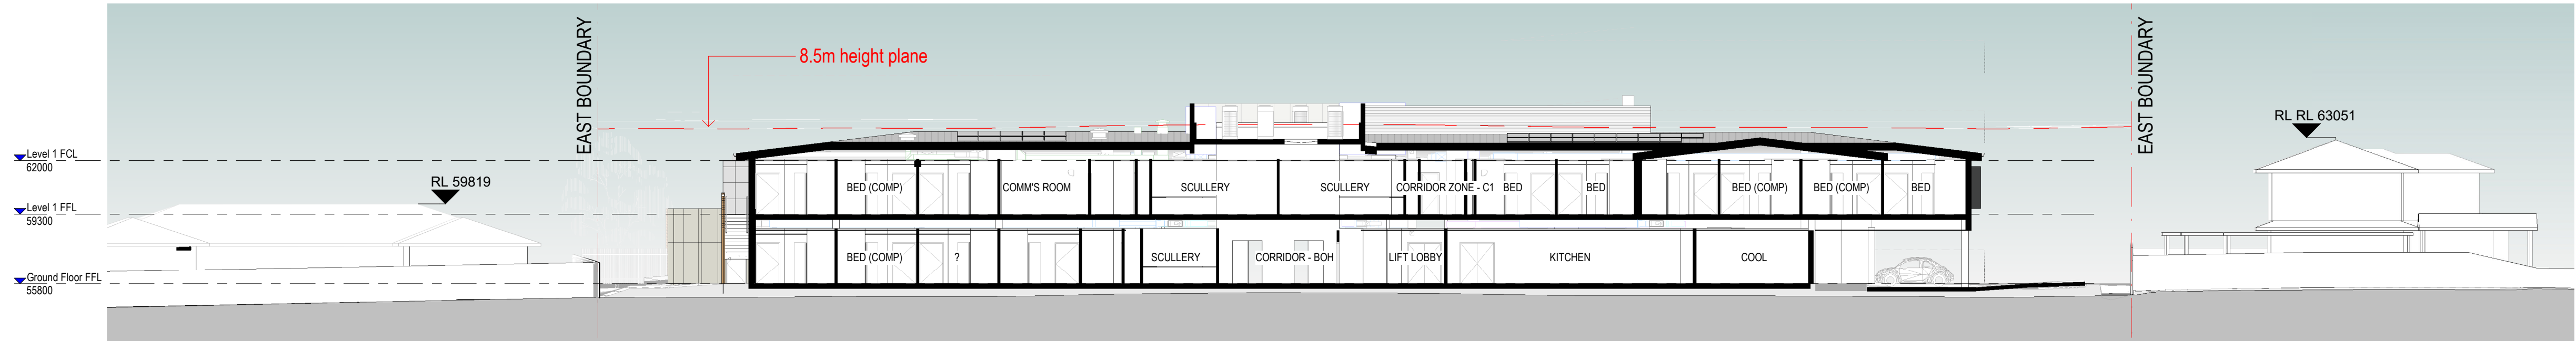 EAST BOUNDARY
8.5m height plane
EAST BOUNDARY
RL RL 63051
Level 1 FCL
62000
RL 59819
BED (COMP)
COMM'S ROOM
SCULLERY
SCULLERY
CORRIDOR ZONE - C1
BED
BED
BED (COMP)
BED (COMP)
BED
Level 1 FFL
59300
BED (COMP)
?
SCULLERY
CORRIDOR - BOH
LIFT LOBBY
KITCHEN
COOL
Ground Floor FFL
55800